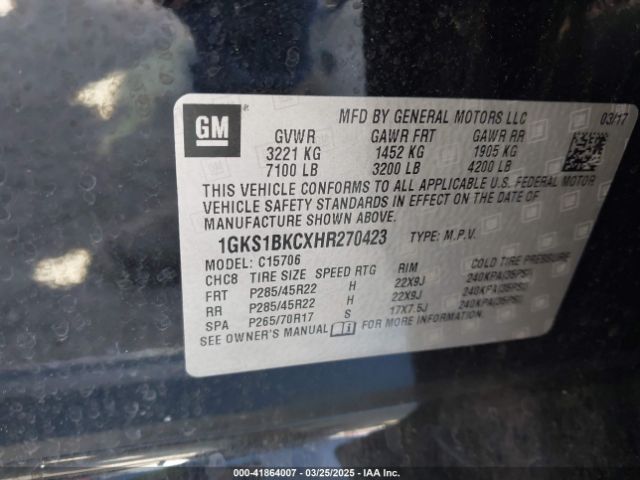 GM
MFD BY GENERAL MOTORS LLC 03/17
GVWR GAWR FRT GAWR RR
3221 KG 1452 KG 1905 KG
7100 LB 3200 LB 4200 LB
THIS VEHICLE CONFORMS TO ALL APPLICABLE U.S. FEDERAL MOTOR
VEHICLE SAFETY STANDARDS IN EFFECT ON THE DATE OF
MANUFACTURE SHOWN ABOVE.
1GKS1BKCXHR270423 TYPE: M.P.V.
MODEL: C15706
CHC8 TIRE SIZE SPEED RTG RIM COLD TIRE PRESSURE
FRT P285/45R22 H 22X9J 240KPA(35PSI)
RR P285/45R22 H 22X9J 240KPA(35PSI)
SPA P265/70R17 S 17X7.5J 240KPA(35PSI)
SEE OWNER'S MANUAL FOR MORE INFORMATION.
000-41864007 | 03/25/2025 | IAA Inc.